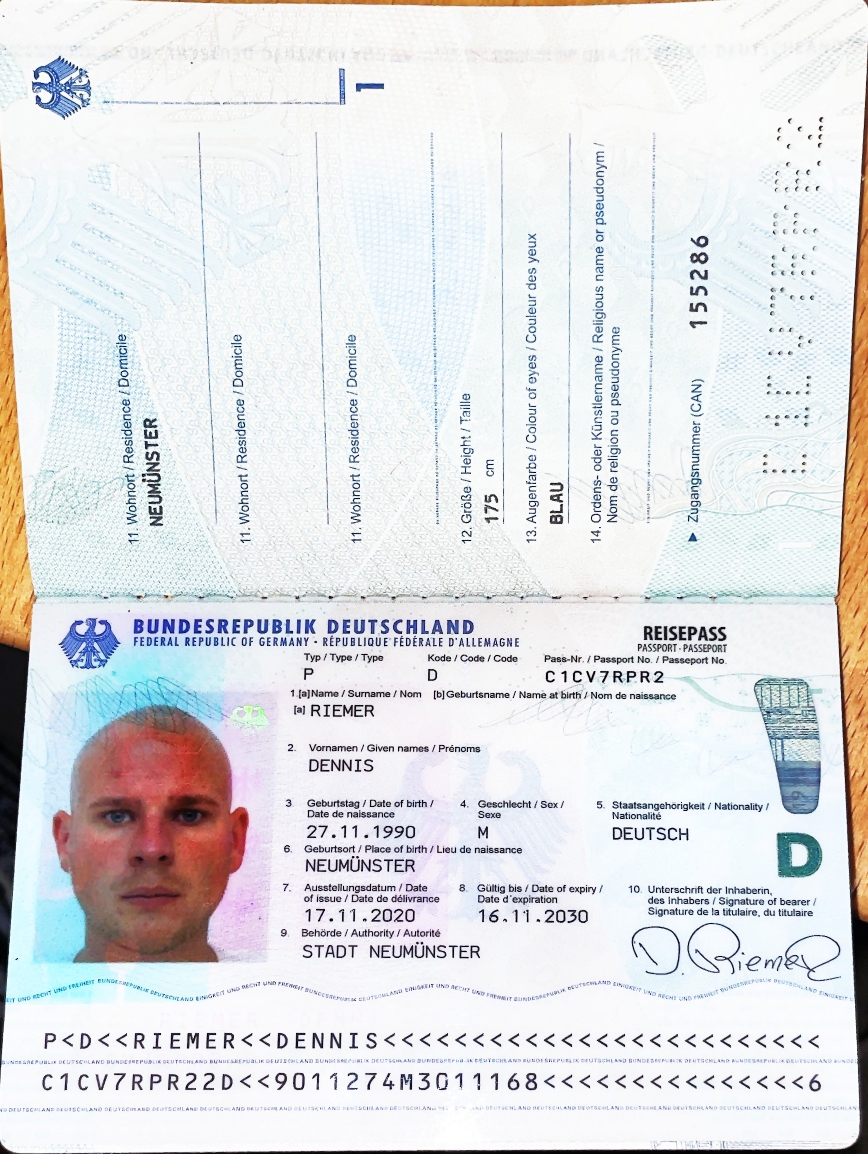 1
11. Wohnort / Residence / Domicile
NEUMÜNSTER
11. Wohnort / Residence / Domicile
11. Wohnort / Residence / Domicile
12. Größe / Height / Taille
175 cm
13. Augenfarbe / Colour of eyes / Couleur des yeux
BLAU
14. Ordens- oder Künstlername / Religious name or pseudonym /
Nom de religion ou pseudonyme
Zugangsnummer (CAN) 155286
BUNDESREPUBLIK DEUTSCHLAND
FEDERAL REPUBLIC OF GERMANY · RÉPUBLIQUE FÉDÉRALE D'ALLEMAGNE
REISEPASS
PASSPORT · PASSEPORT
Typ / Type / Type Kode / Code / Code Pass-Nr. / Passport No. / Passeport No.
P D C1CV7RPR2
1.[a]Name / Surname / Nom [b]Geburtsname / Name at birth / Nom de naissance
[a] RIEMER
2. Vornamen / Given names / Prénoms
DENNIS
3. Geburtstag / Date of birth / 4. Geschlecht / Sex / 5. Staatsangehörigkeit / Nationality /
Date de naissance Sexe Nationalité
27.11.1990 M DEUTSCH
6. Geburtsort / Place of birth / Lieu de naissance
NEUMÜNSTER
D
7. Ausstellungsdatum / Date 8. Gültig bis / Date of expiry / 10. Unterschrift der Inhaberin,
of issue / Date de délivrance Date d'expiration des Inhabers / Signature of bearer /
Signature de la titulaire, du titulaire
17.11.2020 16.11.2030
9. Behörde / Authority / Autorité
STADT NEUMÜNSTER
D. Riemer
P<D<<RIEMER<<DENNIS<<<<<<<<<<<<<<<<<<<<<<<<<
C1CV7RPR22D<<9011274M3011168<<<<<<<<<<<<<<<6